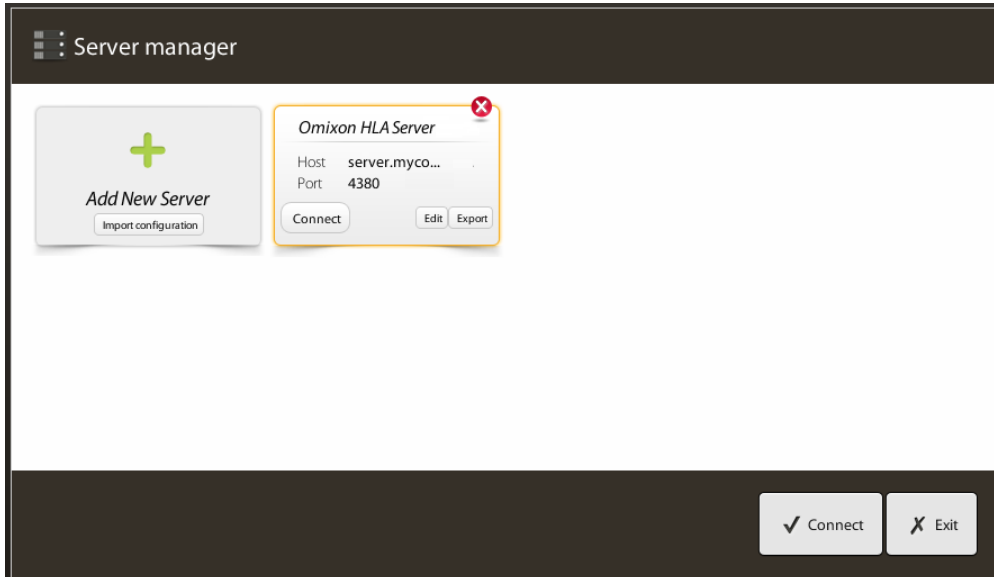 Server manager
Add New Server
Import configuration
Omixon HLA Server
Host server.myco...
Port 4380
Connect Edit Export
Connect Exit